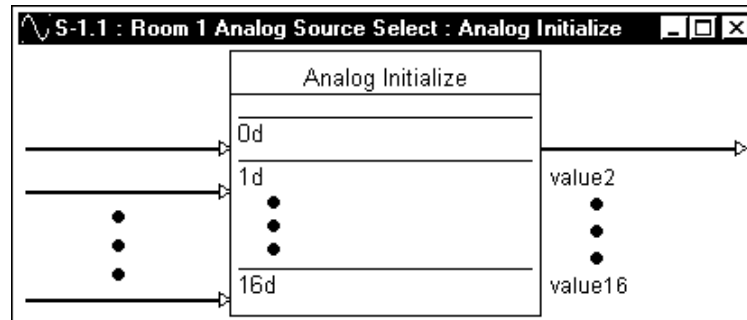 S-1.1 : Room 1 Analog Source Select : Analog Initialize
Analog Initialize
0d
1d
value2
16d
value16